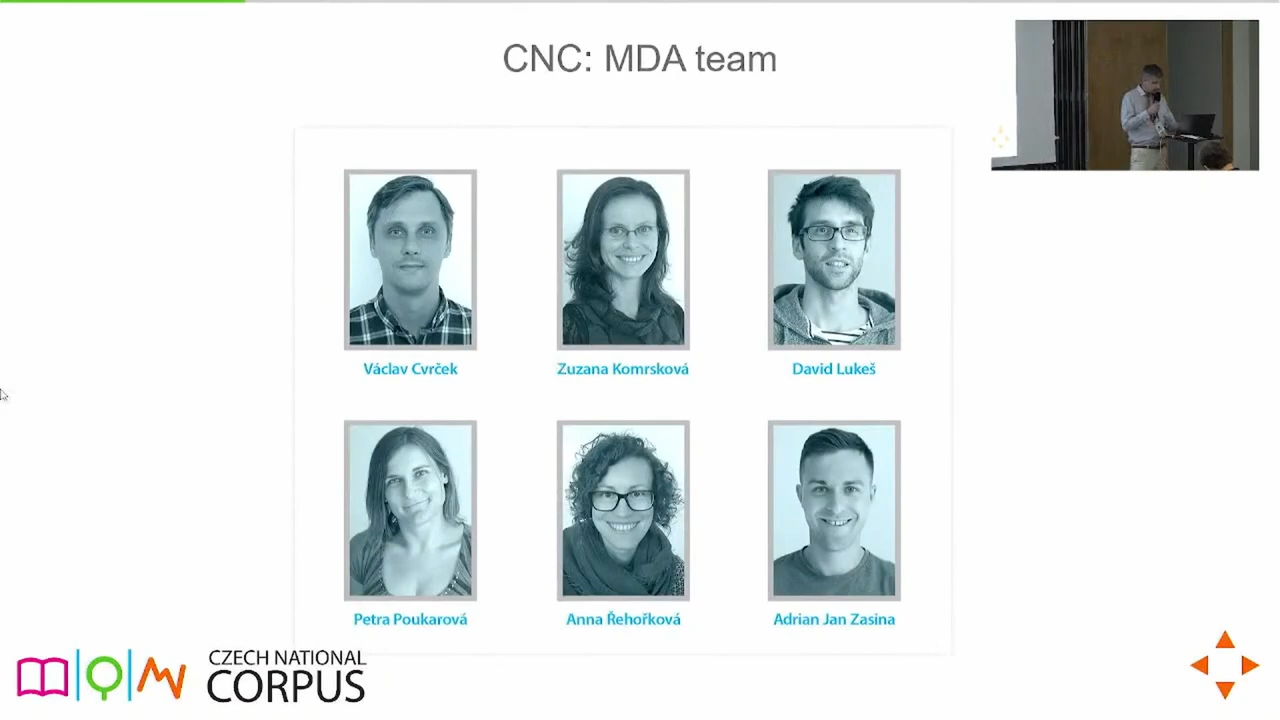 CNC: MDA team
Václav Cvrček
Zuzana Komrsková
David Lukeš
Petra Poukarová
Anna Řehořková
Adrian Jan Zasina
CZECH NATIONAL
CORPUS